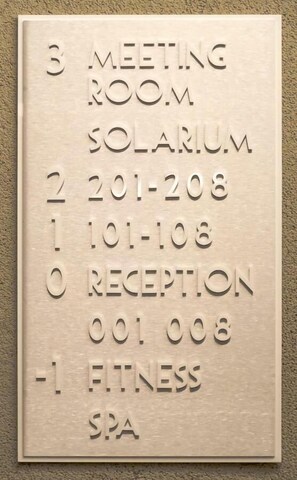 3 MEETING
ROOM
SOLARIUM
2 201-208
1 101-108
0 RECEPTION
001 008
-1 FITNESS
SPA